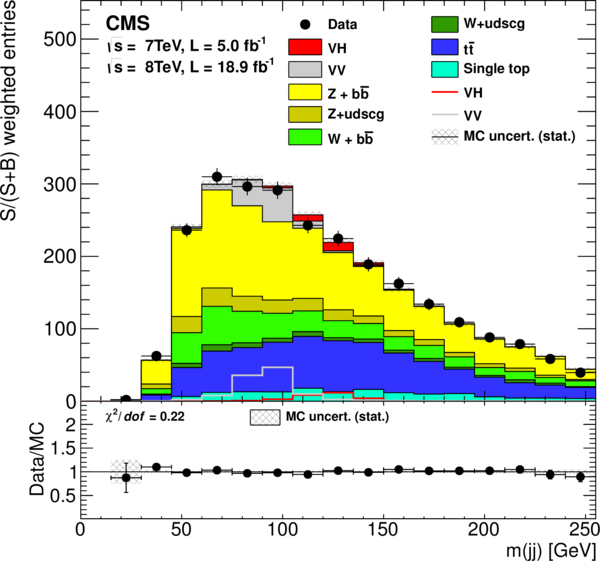 CMS
√s = 7TeV, L = 5.0 fb⁻¹
√s = 8TeV, L = 18.9 fb⁻¹
Data
VH
VV
Z + bb̄
Z+udscg
W + bb̄
W+udscg
tt̄
Single top
VH
VV
MC uncert. (stat.)
S/(S+B) weighted entries
500
400
300
200
100
0
χ²/dof = 0.22
MC uncert. (stat.)
Data/MC
2
1.5
1
0.5
0 50 100 150 200 250
m(jj) [GeV]